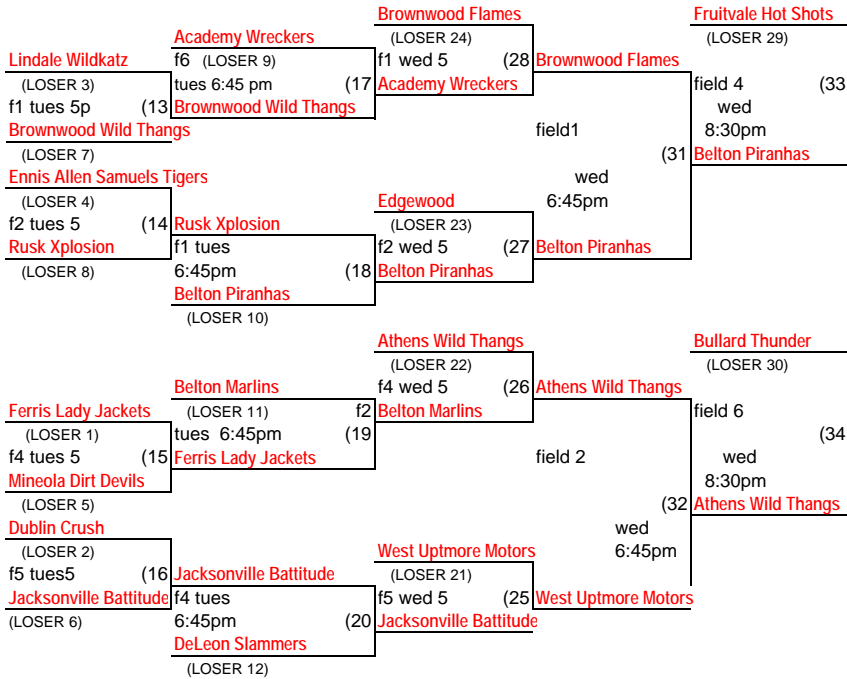 Brownwood Flames
Fruitvale Hot Shots
Academy Wreckers
(LOSER 24)
(LOSER 29)
Lindale Wildkatz
f6 (LOSER 9)
f1 wed 5 (28
Brownwood Flames
(LOSER 3)
tues 6:45 pm (17
Academy Wreckers
field 4 (33
f1 tues 5p (13
Brownwood Wild Thangs
wed
Brownwood Wild Thangs
field1
8:30pm
(LOSER 7)
(31
Belton Piranhas
Ennis Allen Samuels Tigers
wed
(LOSER 4)
Edgewood
6:45pm
f2 tues 5 (14
Rusk Xplosion
(LOSER 23)
Rusk Xplosion
f1 tues
f2 wed 5 (27
Belton Piranhas
(LOSER 8)
6:45pm (18
Belton Piranhas
Belton Piranhas
(LOSER 10)
Athens Wild Thangs
Bullard Thunder
(LOSER 22)
(LOSER 30)
Belton Marlins
f4 wed 5 (26
Athens Wild Thangs
Ferris Lady Jackets
(LOSER 11) f2
Belton Marlins
field 6
(LOSER 1)
tues 6:45pm (19
(34
f4 tues 5 (15
Ferris Lady Jackets
field 2
wed
Mineola Dirt Devils
8:30pm
(LOSER 5)
(32
Athens Wild Thangs
Dublin Crush
wed
(LOSER 2)
West Uptmore Motors
6:45pm
f5 tues5 (16
Jacksonville Battitude
(LOSER 21)
Jacksonville Battitude
f4 tues
f5 wed 5 (25
West Uptmore Motors
(LOSER 6)
6:45pm (20
Jacksonville Battitude
DeLeon Slammers
(LOSER 12)